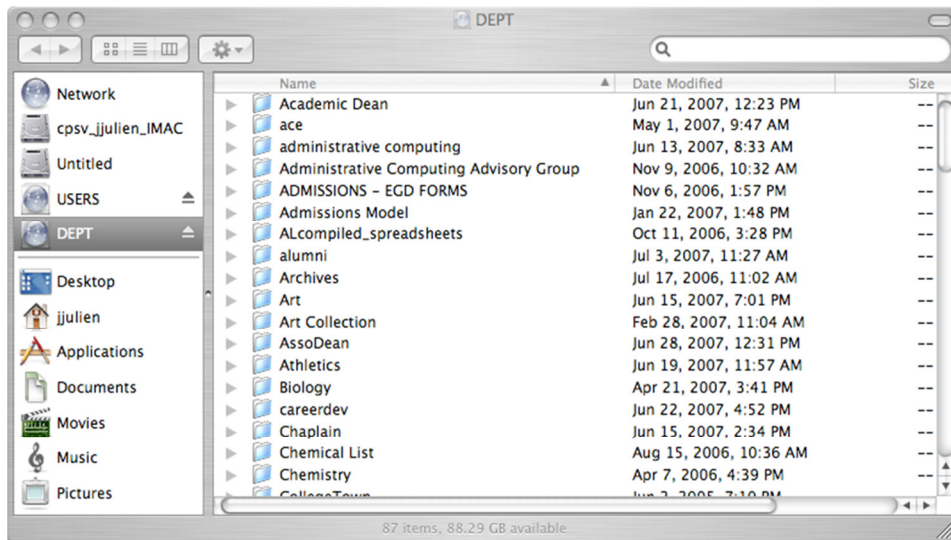 DEPT
Name Date Modified Size
Network
cpsv_jjulien_IMAC
Untitled
USERS
DEPT
Desktop
jjulien
Applications
Documents
Movies
Music
Pictures
Academic Dean Jun 21, 2007, 12:23 PM --
ace May 1, 2007, 9:47 AM --
administrative computing Jun 13, 2007, 8:33 AM --
Administrative Computing Advisory Group Nov 9, 2006, 10:32 AM --
ADMISSIONS – EGD FORMS Nov 6, 2006, 1:57 PM --
Admissions Model Jan 22, 2007, 1:48 PM --
ALcompiled_spreadsheets Oct 11, 2006, 3:28 PM --
alumni Jul 3, 2007, 11:27 AM --
Archives Jul 17, 2006, 11:02 AM --
Art Jun 15, 2007, 7:01 PM --
Art Collection Feb 28, 2007, 11:04 AM --
AssoDean Jun 28, 2007, 12:31 PM --
Athletics Jun 19, 2007, 11:57 AM --
Biology Apr 21, 2007, 3:41 PM --
careerdev Jun 22, 2007, 4:52 PM --
Chaplain Jun 15, 2007, 2:34 PM --
Chemical List Aug 15, 2006, 10:36 AM --
Chemistry Apr 7, 2006, 4:39 PM --
CollegeTown
87 items, 88.29 GB available